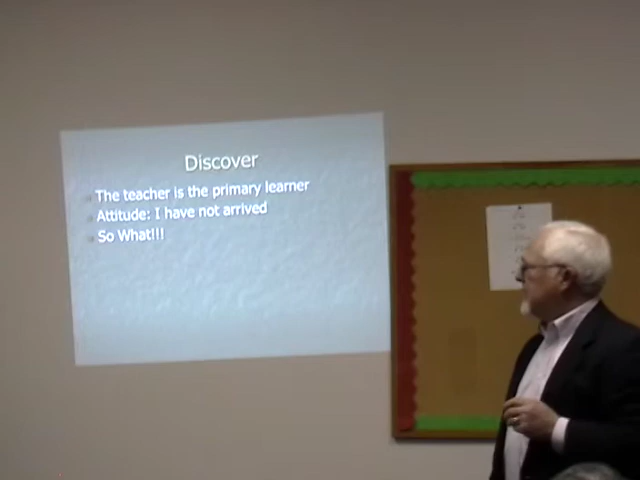 Discover
The teacher is the primary learner
Attitude: I have not arrived
So What!!!